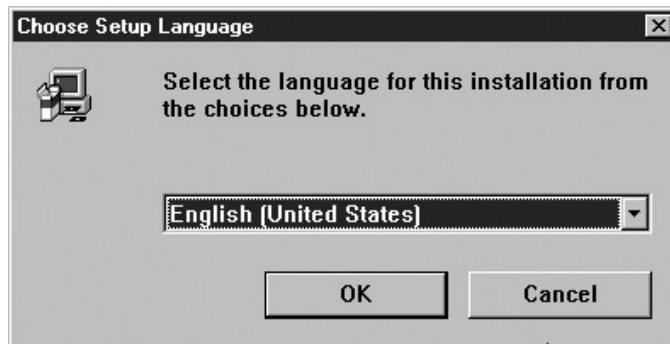 Choose Setup Language
Select the language for this installation from
the choices below.
English (United States)
OK
Cancel